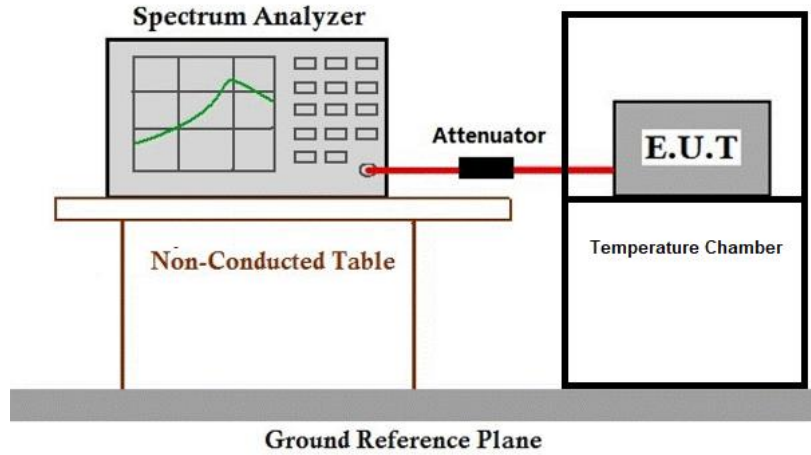 Spectrum Analyzer
Attenuator
E.U.T
Non-Conducted Table
Temperature Chamber
Ground Reference Plane